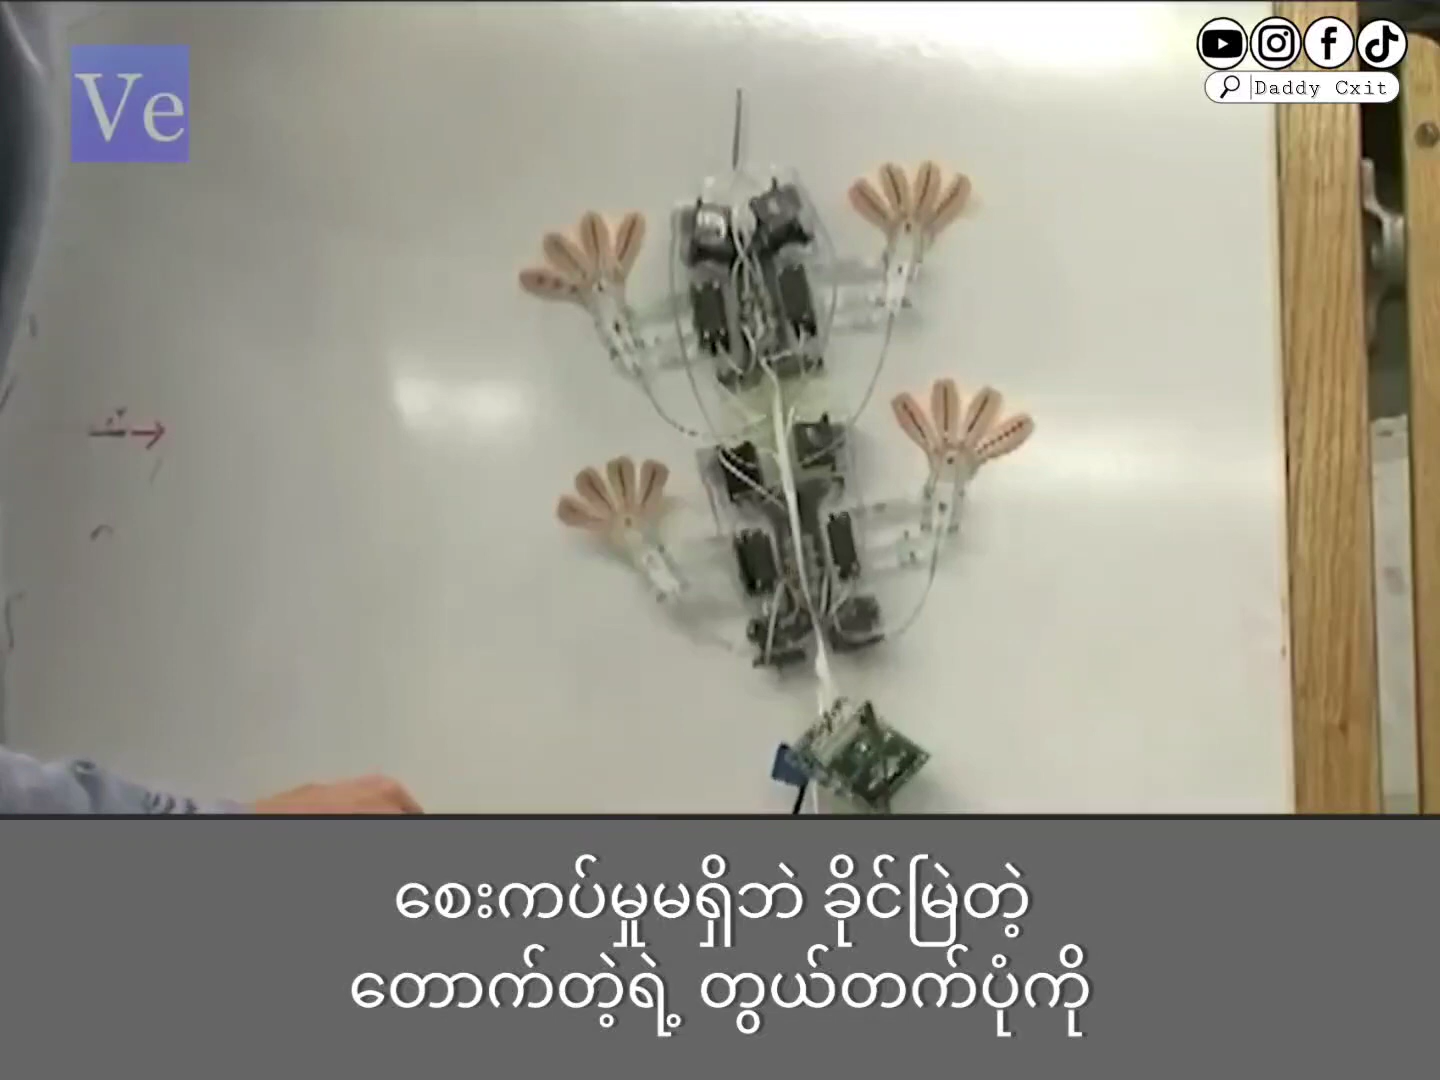 Ve
Daddy Cxit
စေးကပ်မှုမရှိဘဲ ခိုင်မြဲတဲ့
တောက်တဲ့ရဲ့ တွယ်တက်ပုံကို